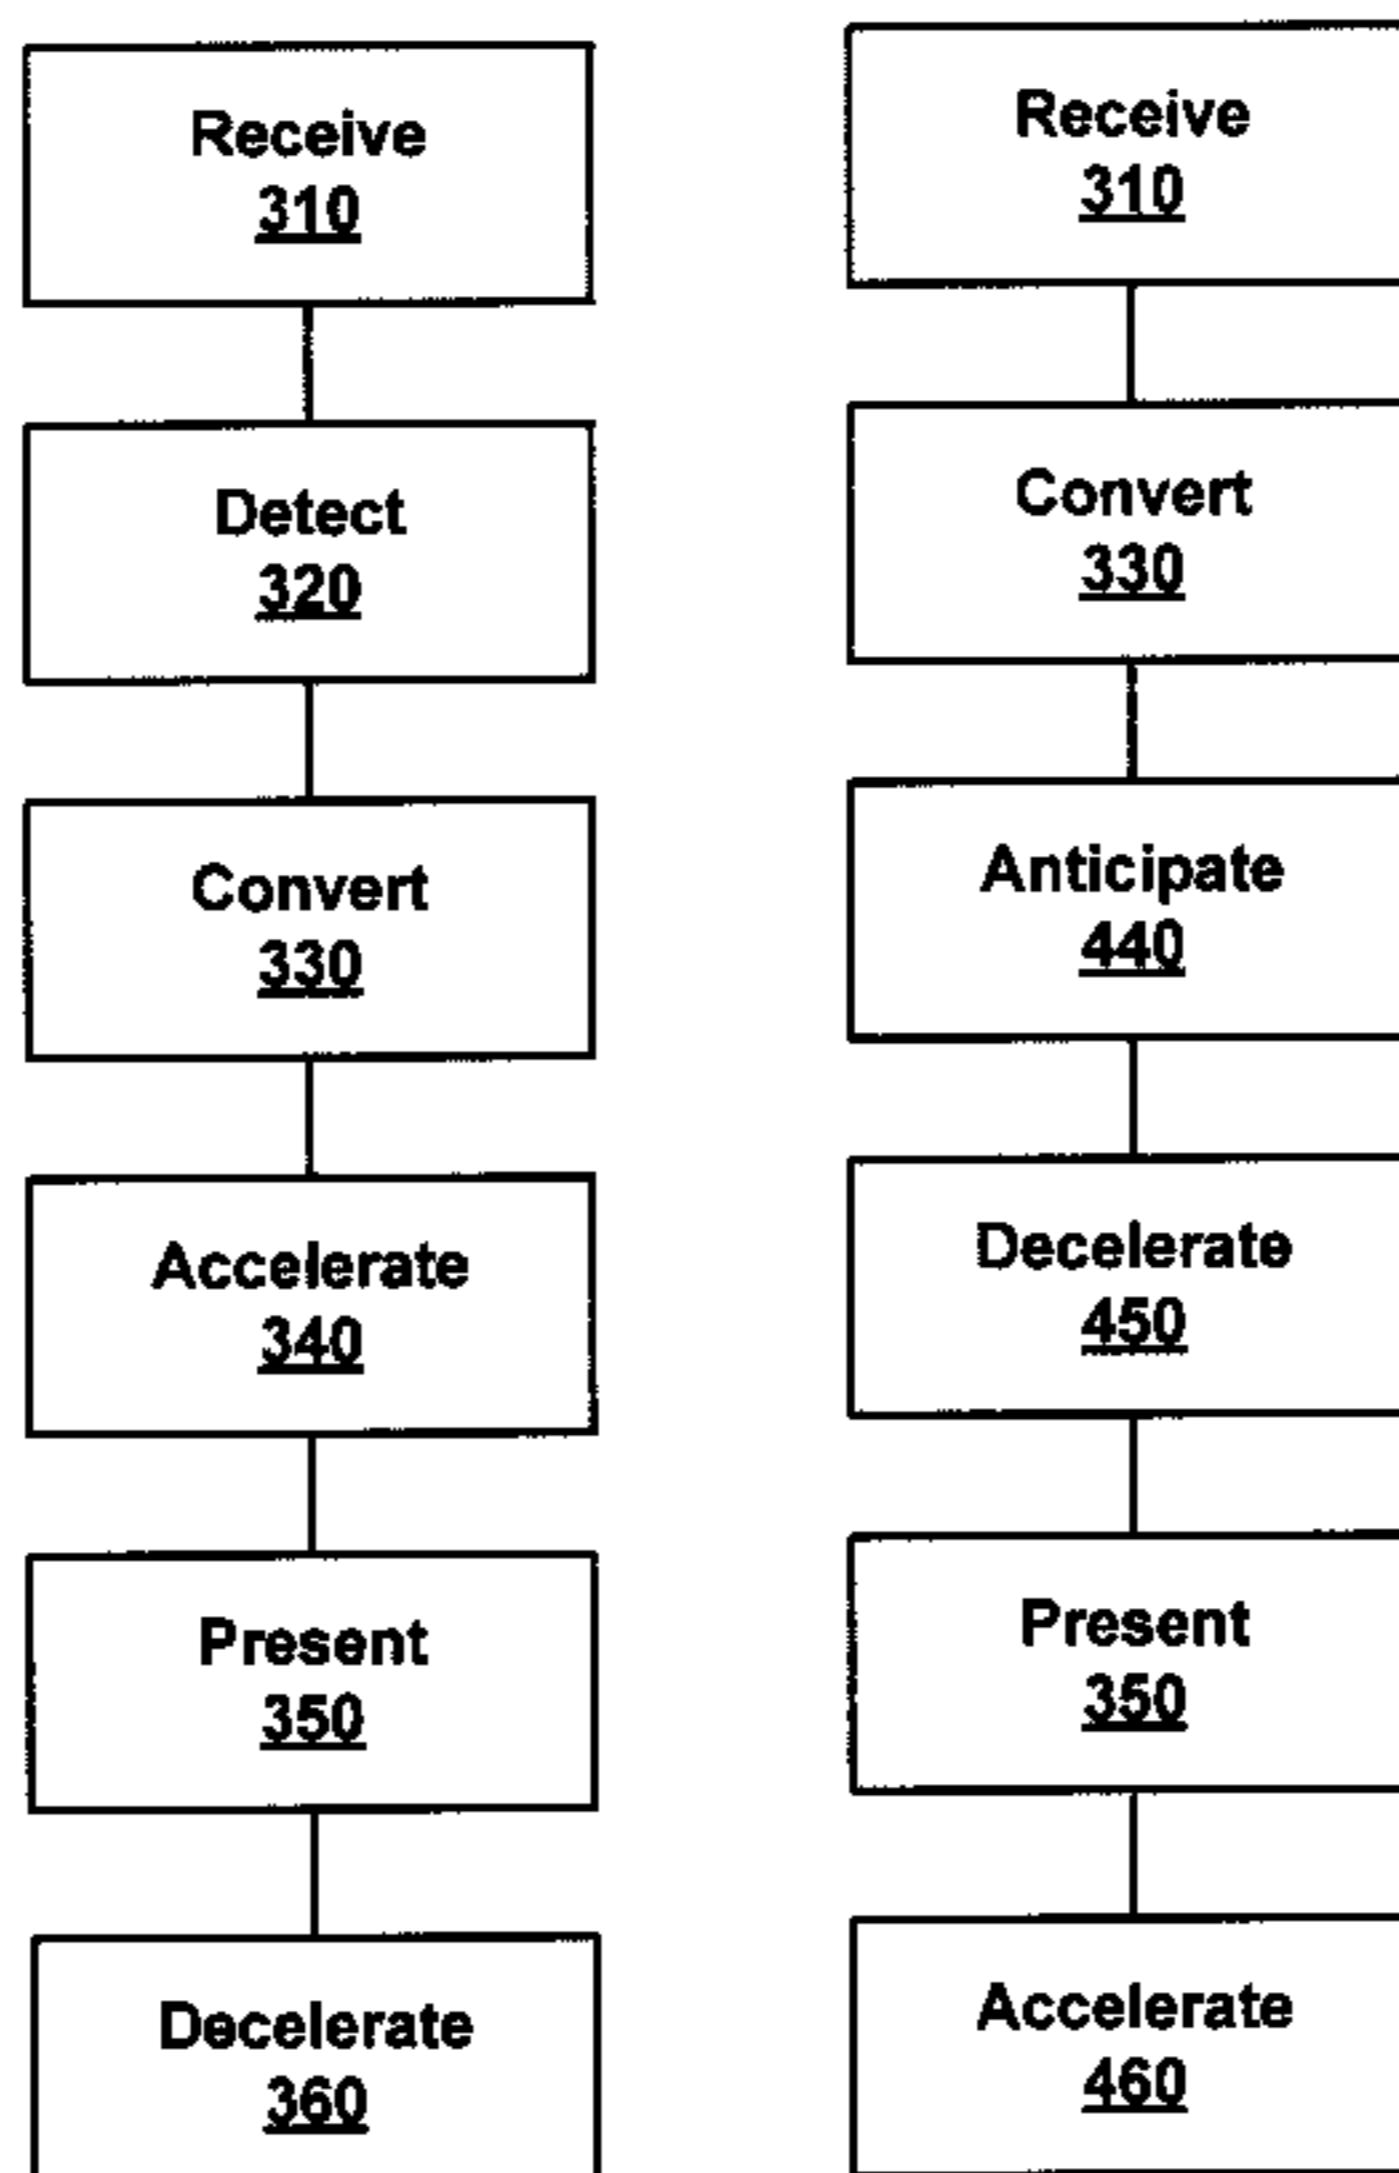 Receive
310
Detect
320
Convert
330
Accelerate
340
Present
350
Decelerate
360
Receive
310
Convert
330
Anticipate
440
Decelerate
450
Present
350
Accelerate
460